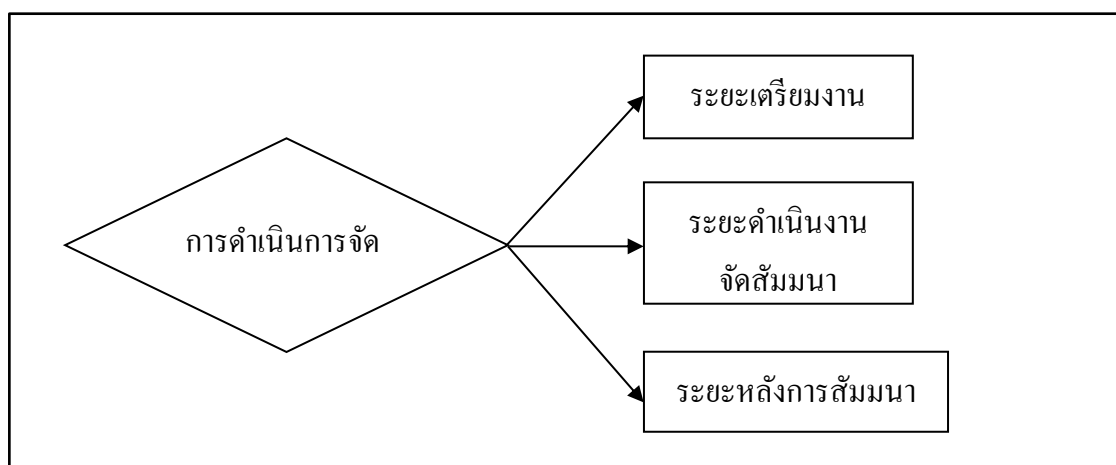 การดำเนินการจัด
ระยะเตรียมงาน
ระยะดำเนินงาน
จัดสัมมนา
ระยะหลังการสัมมนา